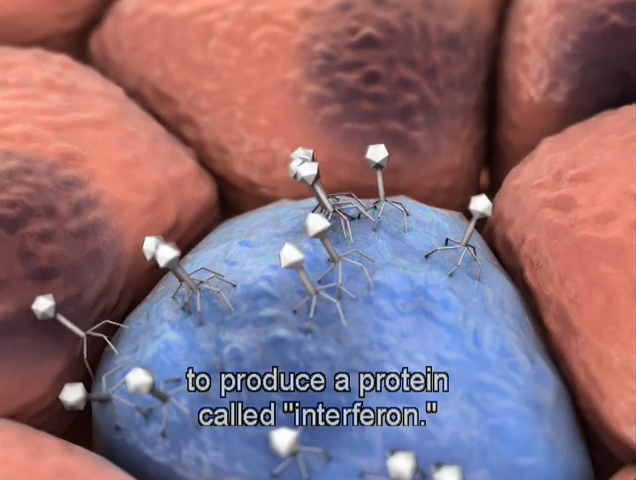 to produce a protein
called "interferon."